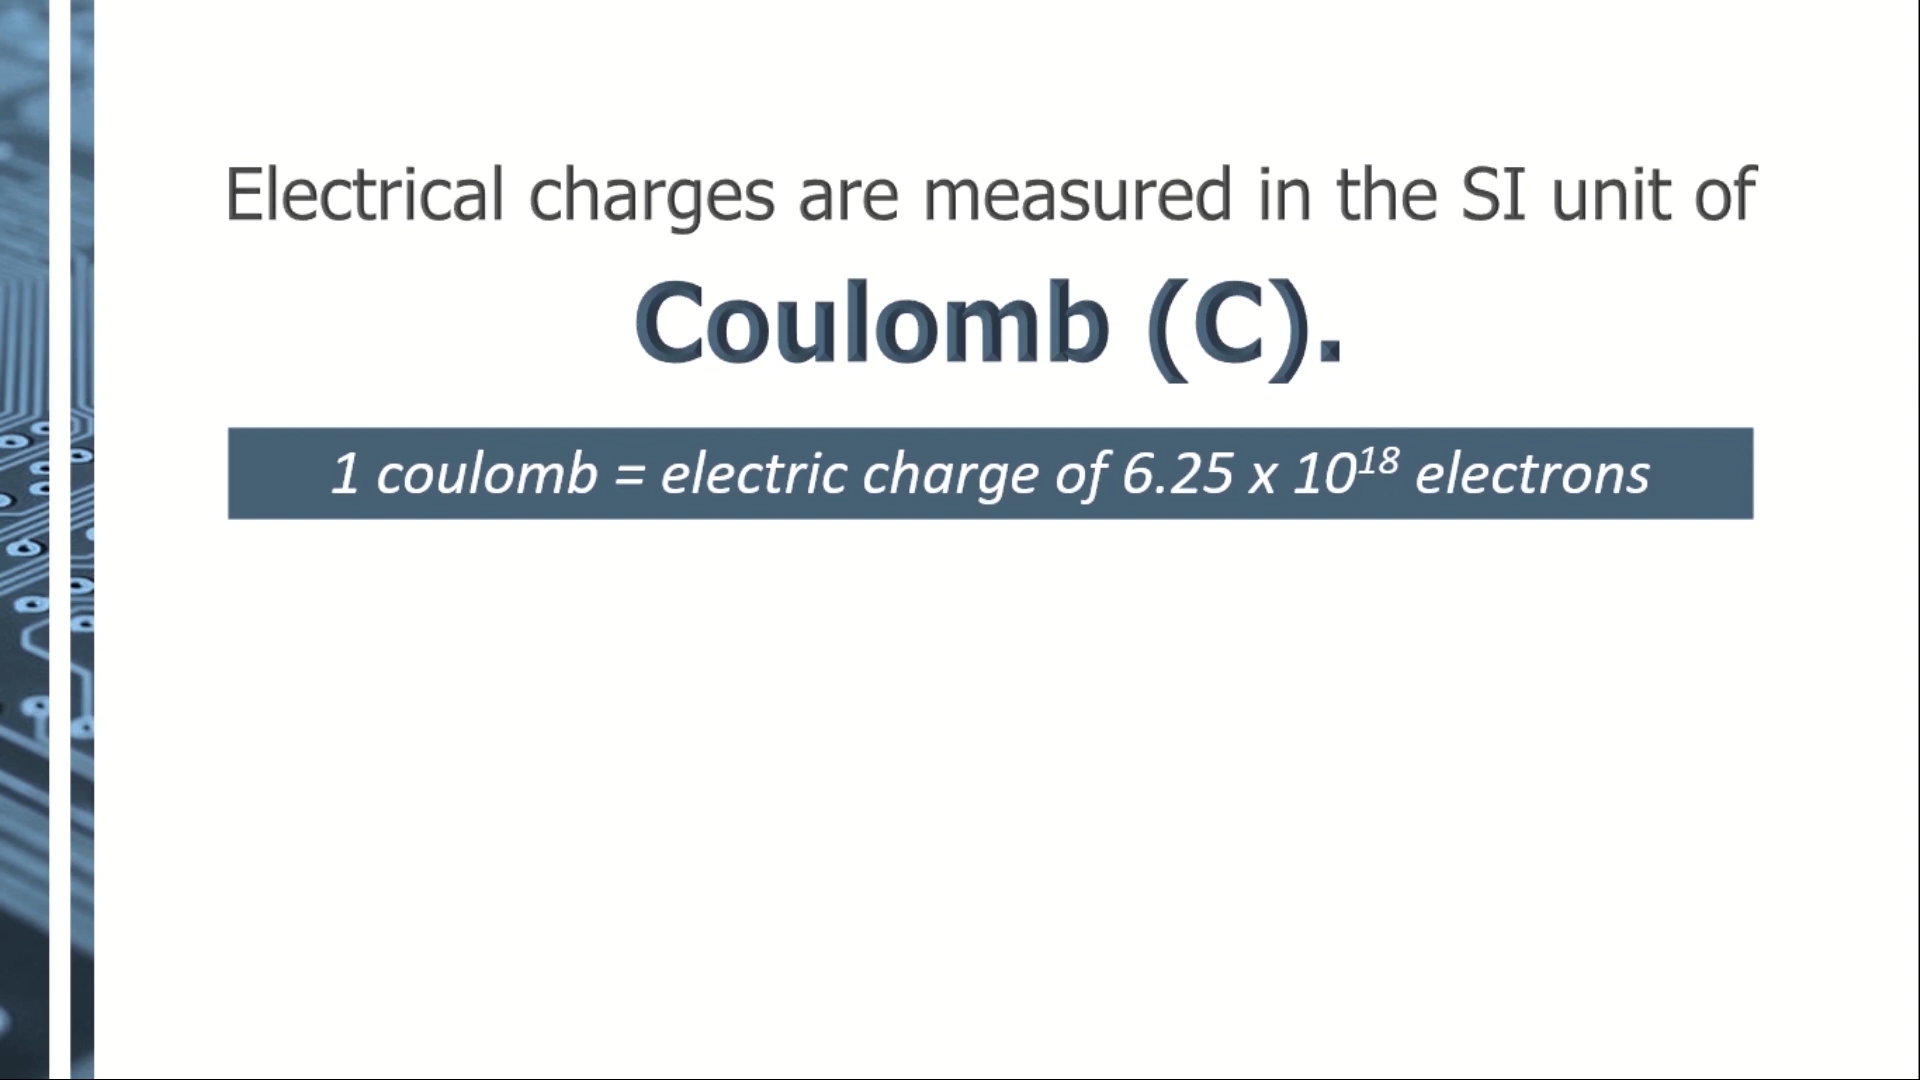 Electrical charges are measured in the SI unit of
Coulomb (C).
1 coulomb = electric charge of 6.25 x 10¹⁸ electrons